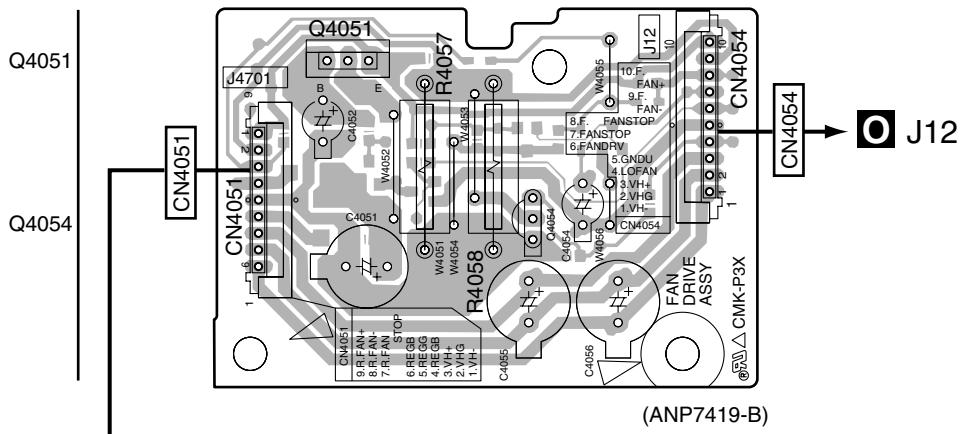 Q4051
Q4054
Q4051
J4701
9
B
E
C4052
R4057
W4053
W4052
W4055
J12
10
10
CN4054
10.F.
FAN+
9.F.
FAN-
8.F. FANSTOP
7.FANSTOP
6.FANDRV
5.GNDU
4.LOFAN
3.VH+
2.VHG
1.VH-
CN4054
2
1
1
CN4054
O J12
CN4051
CN4051
1
2
9
1
C4051
W4051
W4054
R4058
Q4054
C4054
W4056
CN4051
9.R.FAN+
8.R.FAN-
7.R.FAN
STOP
6.REGB
5.REGG
4.REGB
3.VH+
2.VHG
1.VH-
C4055
C4056
FAN
DRIVE
ASSY
CMK-P3X
(ANP7419-B)